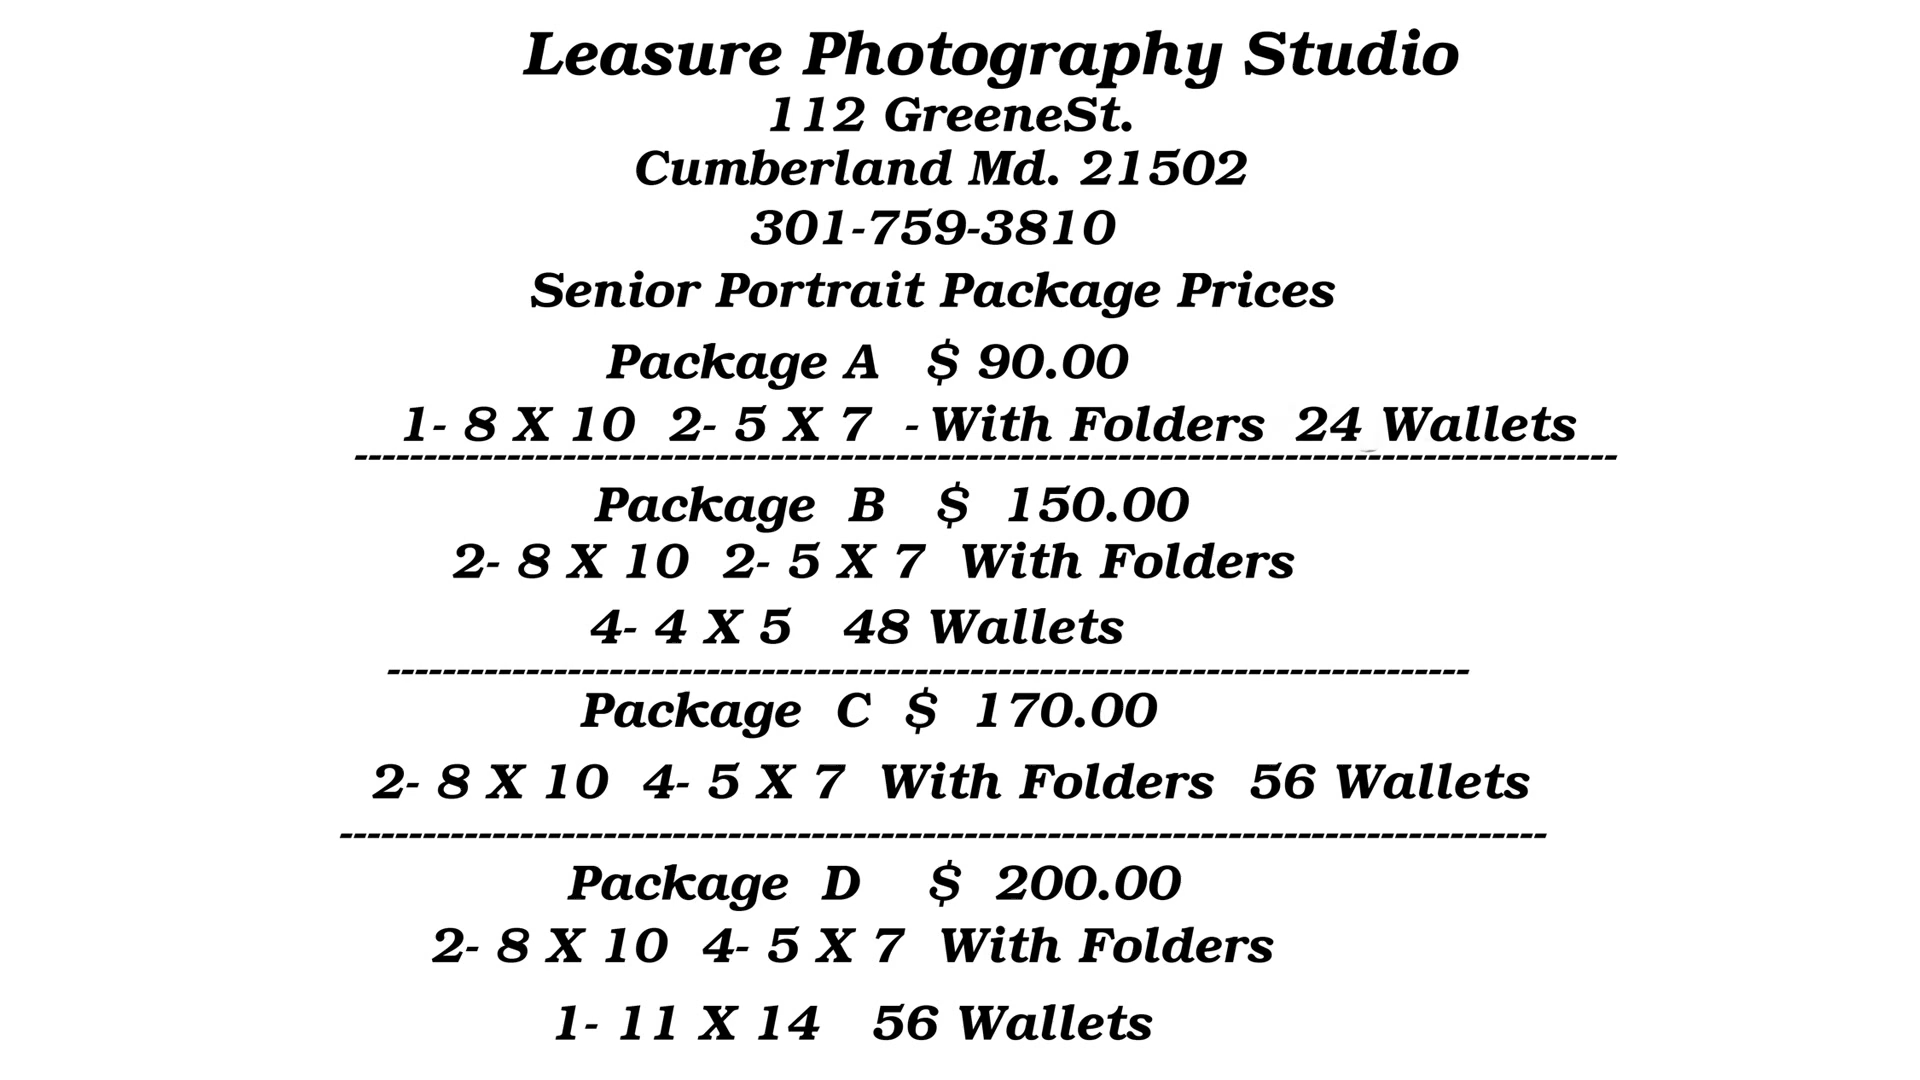 Leasure Photography Studio
112 GreeneSt.
Cumberland Md. 21502
301-759-3810
Senior Portrait Package Prices
Package A $ 90.00
1- 8 X 10 2- 5 X 7 - With Folders 24 Wallets
--------------------------------------------------------------------------------------------
Package B $ 150.00
2- 8 X 10 2- 5 X 7 With Folders
4- 4 X 5 48 Wallets
-------------------------------------------------------------------------------
Package C $ 170.00
2- 8 X 10 4- 5 X 7 With Folders 56 Wallets
----------------------------------------------------------------------------------------
Package D $ 200.00
2- 8 X 10 4- 5 X 7 With Folders
1- 11 X 14 56 Wallets